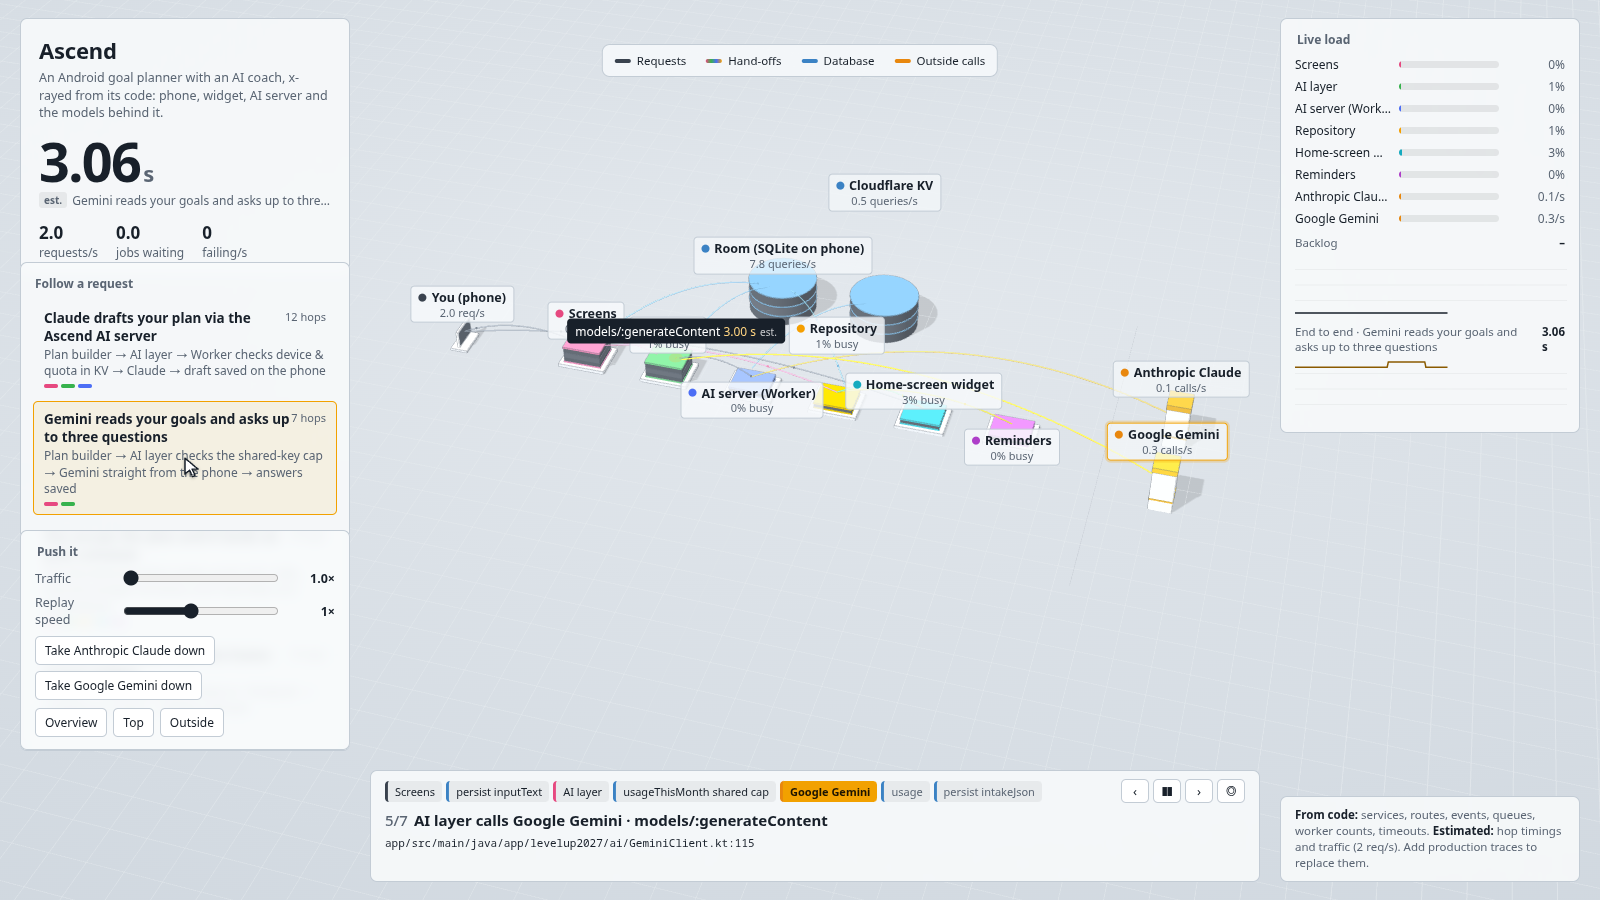 Ascend
An Android goal planner with an AI coach, x-
rayed from its code: phone, widget, AI server and
the models behind it.
3.06 s
est. Gemini reads your goals and asks up to thre...
2.0 0.0 0
requests/s jobs waiting failing/s
Follow a request
Claude drafts your plan via the 12 hops
Ascend AI server
Plan builder → AI layer → Worker checks device &
quota in KV → Claude → draft saved on the phone
Gemini reads your goals and asks up 7 hops
to three questions
Plan builder → AI layer checks the shared-key cap
→ Gemini straight from the phone → answers
saved
Push it
Traffic 1.0×
Replay
speed 1×
Take Anthropic Claude down
Take Google Gemini down
Overview Top Outside
Requests Hand-offs Database Outside calls
Cloudflare KV
0.5 queries/s
Room (SQLite on phone)
7.8 queries/s
You (phone)
2.0 req/s
Screens
models/:generateContent 3.00 s est.
1% busy
Repository
1% busy
AI server (Worker)
0% busy
Home-screen widget
3% busy
Reminders
0% busy
Anthropic Claude
0.1 calls/s
Google Gemini
0.3 calls/s
Live load
Screens 0%
AI layer 1%
AI server (Work... 0%
Repository 1%
Home-screen ... 3%
Reminders 0%
Anthropic Clau... 0.1/s
Google Gemini 0.3/s
Backlog –
End to end · Gemini reads your goals and 3.06
asks up to three questions s
Screens persist inputText AI layer usageThisMonth shared cap Google Gemini usage persist intakeJson
5/7 AI layer calls Google Gemini · models/:generateContent
app/src/main/java/app/levelup2027/ai/GeminiClient.kt:115
From code: services, routes, events, queues,
worker counts, timeouts. Estimated: hop timings
and traffic (2 req/s). Add production traces to
replace them.